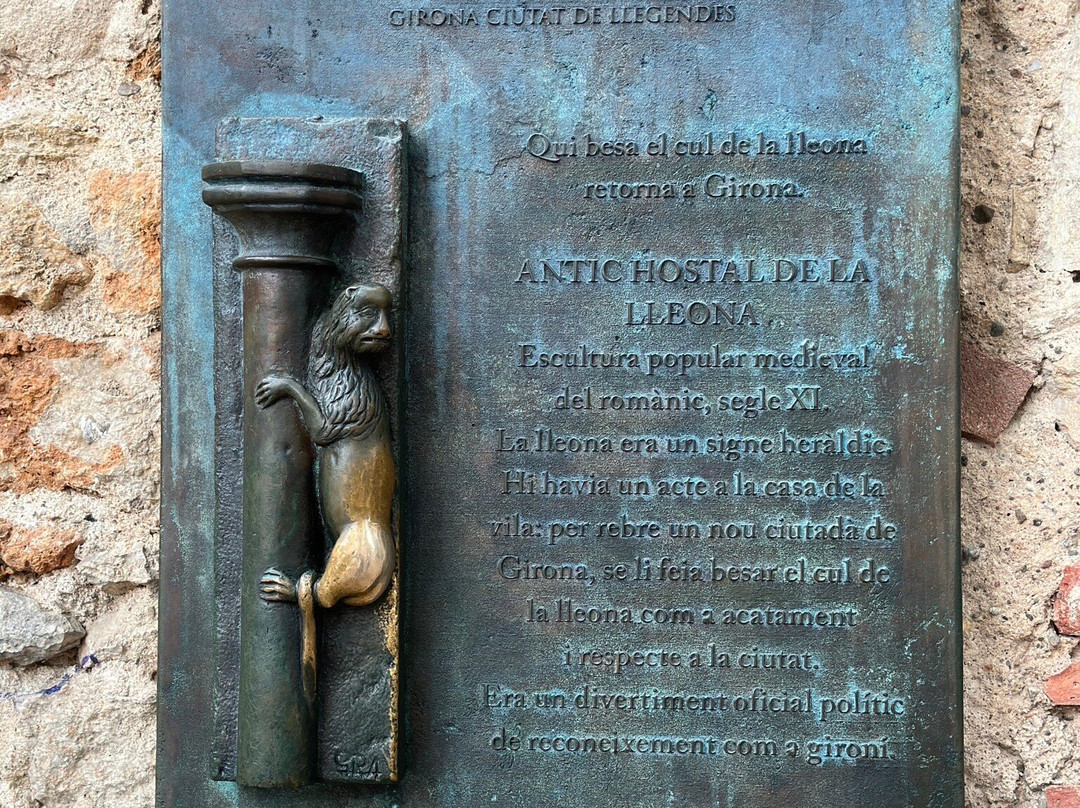 GIRONA CIUTAT DE LLEGENDES
Qui besa el cul de la lleona
retorna a Girona.
ANTIC HOSTAL DE LA
LLEONA
Escultura popular medieval
del romànic, segle XI.
La lleona era un signe heràldic.
Hi havia un acte a la casa de la
vila: per rebre un nou ciutadà de
Girona, se li feia besar el cul de
la lleona com a acatament
i respecte a la ciutat.
Era un divertiment oficial polític
de reconeixement com a gironí.